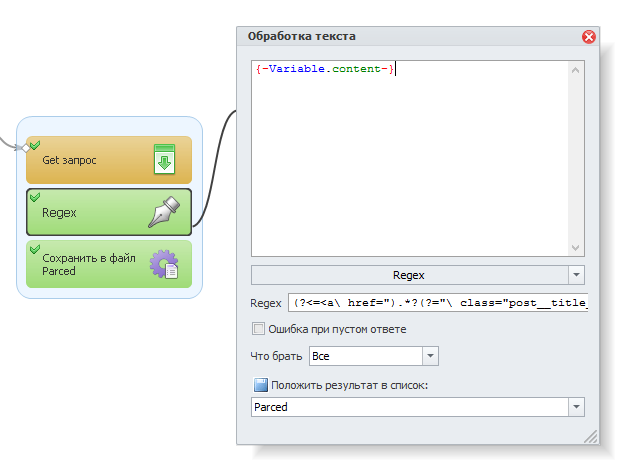 Get запрос
Regex
Сохранить в файл
Parced
Обработка текста
{-Variable.content-}
Regex
Regex (?<=<a\ href=").*?(?="\ class="post__title_
Ошибка при пустом ответе
Что брать Все
Положить результат в список:
Parced